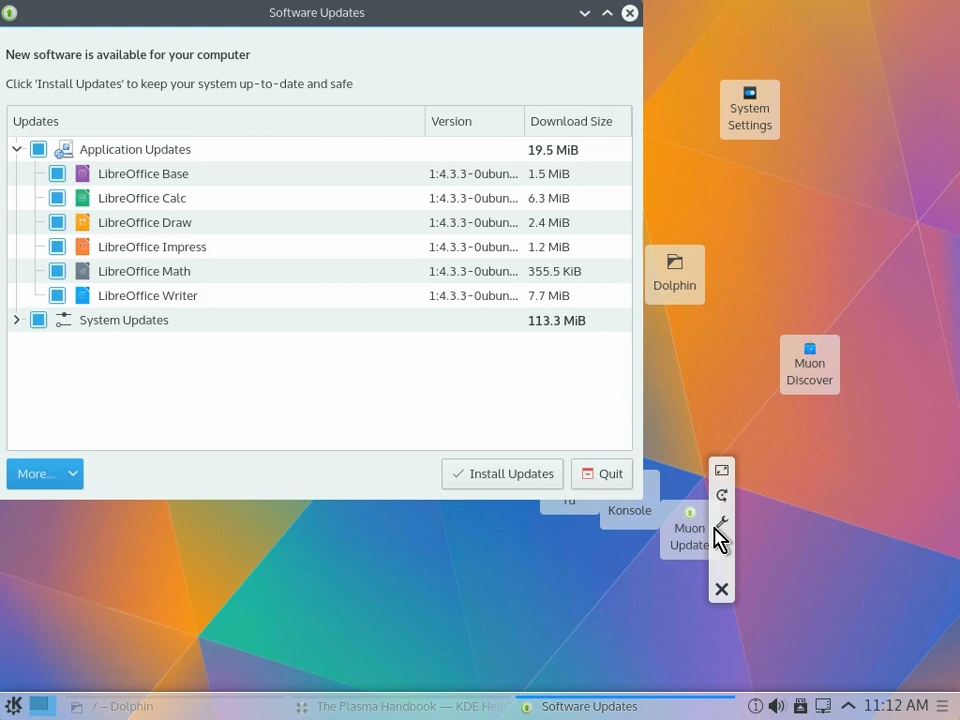 Software Updates
New software is available for your computer
Click 'Install Updates' to keep your system up-to-date and safe
Updates Version Download Size
Application Updates 19.5 MiB
LibreOffice Base 1:4.3.3-0ubun... 1.5 MiB
LibreOffice Calc 1:4.3.3-0ubun... 6.3 MiB
LibreOffice Draw 1:4.3.3-0ubun... 2.4 MiB
LibreOffice Impress 1:4.3.3-0ubun... 1.2 MiB
LibreOffice Math 1:4.3.3-0ubun... 355.5 KiB
LibreOffice Writer 1:4.3.3-0ubun... 7.7 MiB
System Updates 113.3 MiB
More... Install Updates Quit
System
Settings
Dolphin
Muon
Discover
Konsole
Muon
Update
/ – Dolphin The Plasma Handbook — KDE Software Updates 11:12 AM